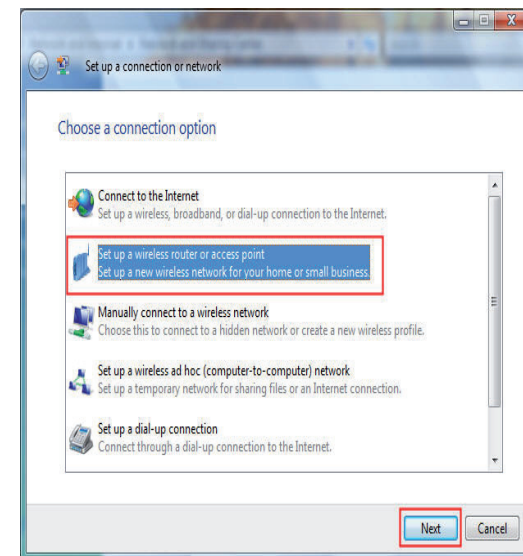 Set up a connection or network
Choose a connection option
Connect to the Internet
Set up a wireless, broadband, or dial-up connection to the Internet.
Set up a wireless router or access point
Set up a new wireless network for your home or small business.
Manually connect to a wireless network
Choose this to connect to a hidden network or create a new wireless profile.
Set up a wireless ad hoc (computer-to-computer) network
Set up a temporary network for sharing files or an Internet connection.
Set up a dial-up connection
Connect through a dial-up connection to the Internet.
Next Cancel